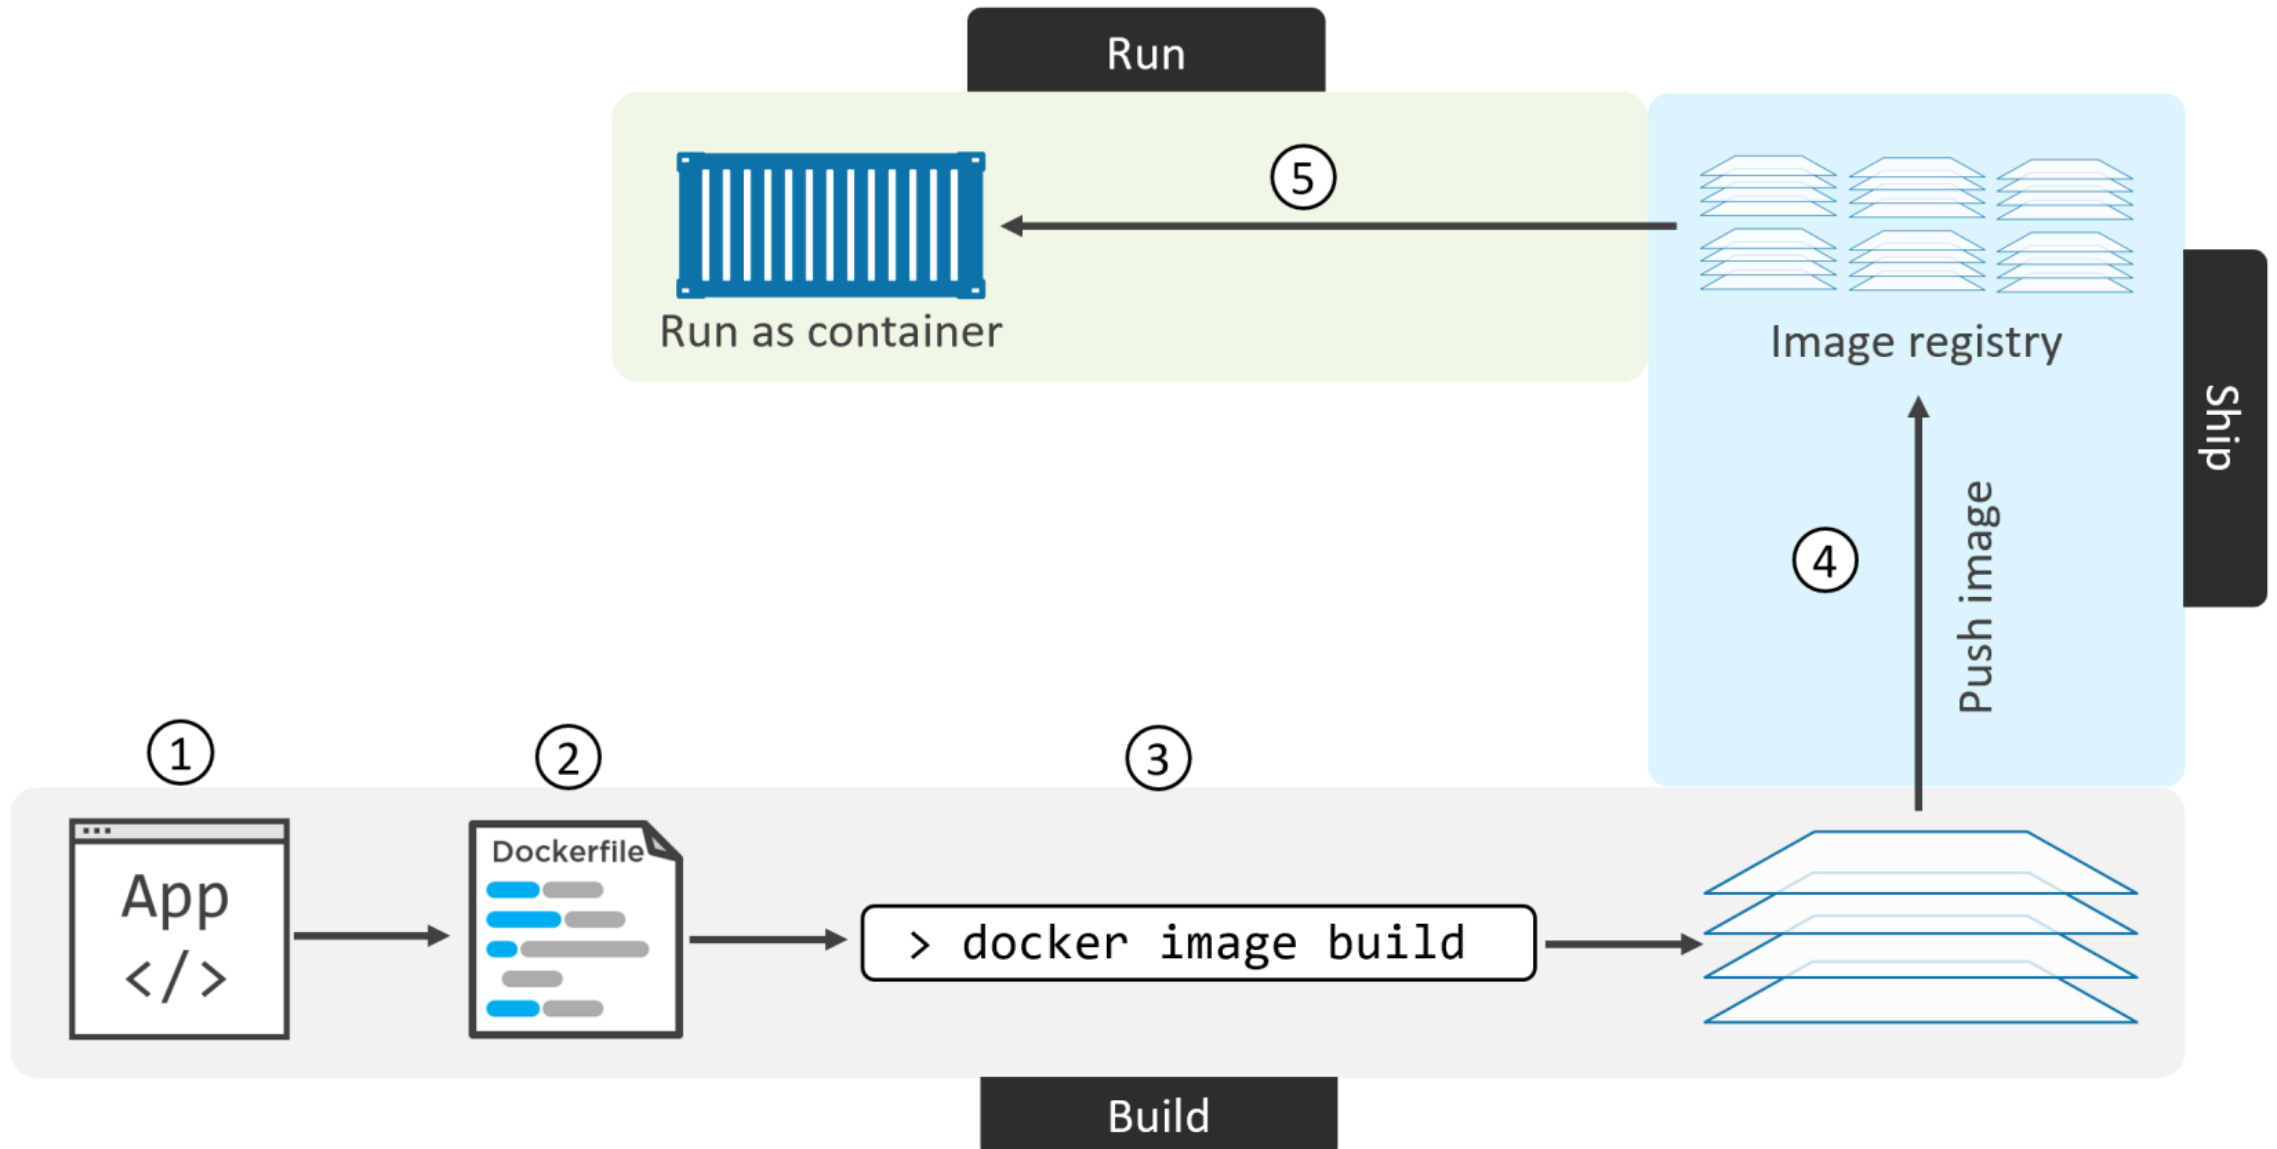 Run
5
Run as container
Image registry
Ship
4
Push image
1
2
3
App
</>
Dockerfile
> docker image build
Build